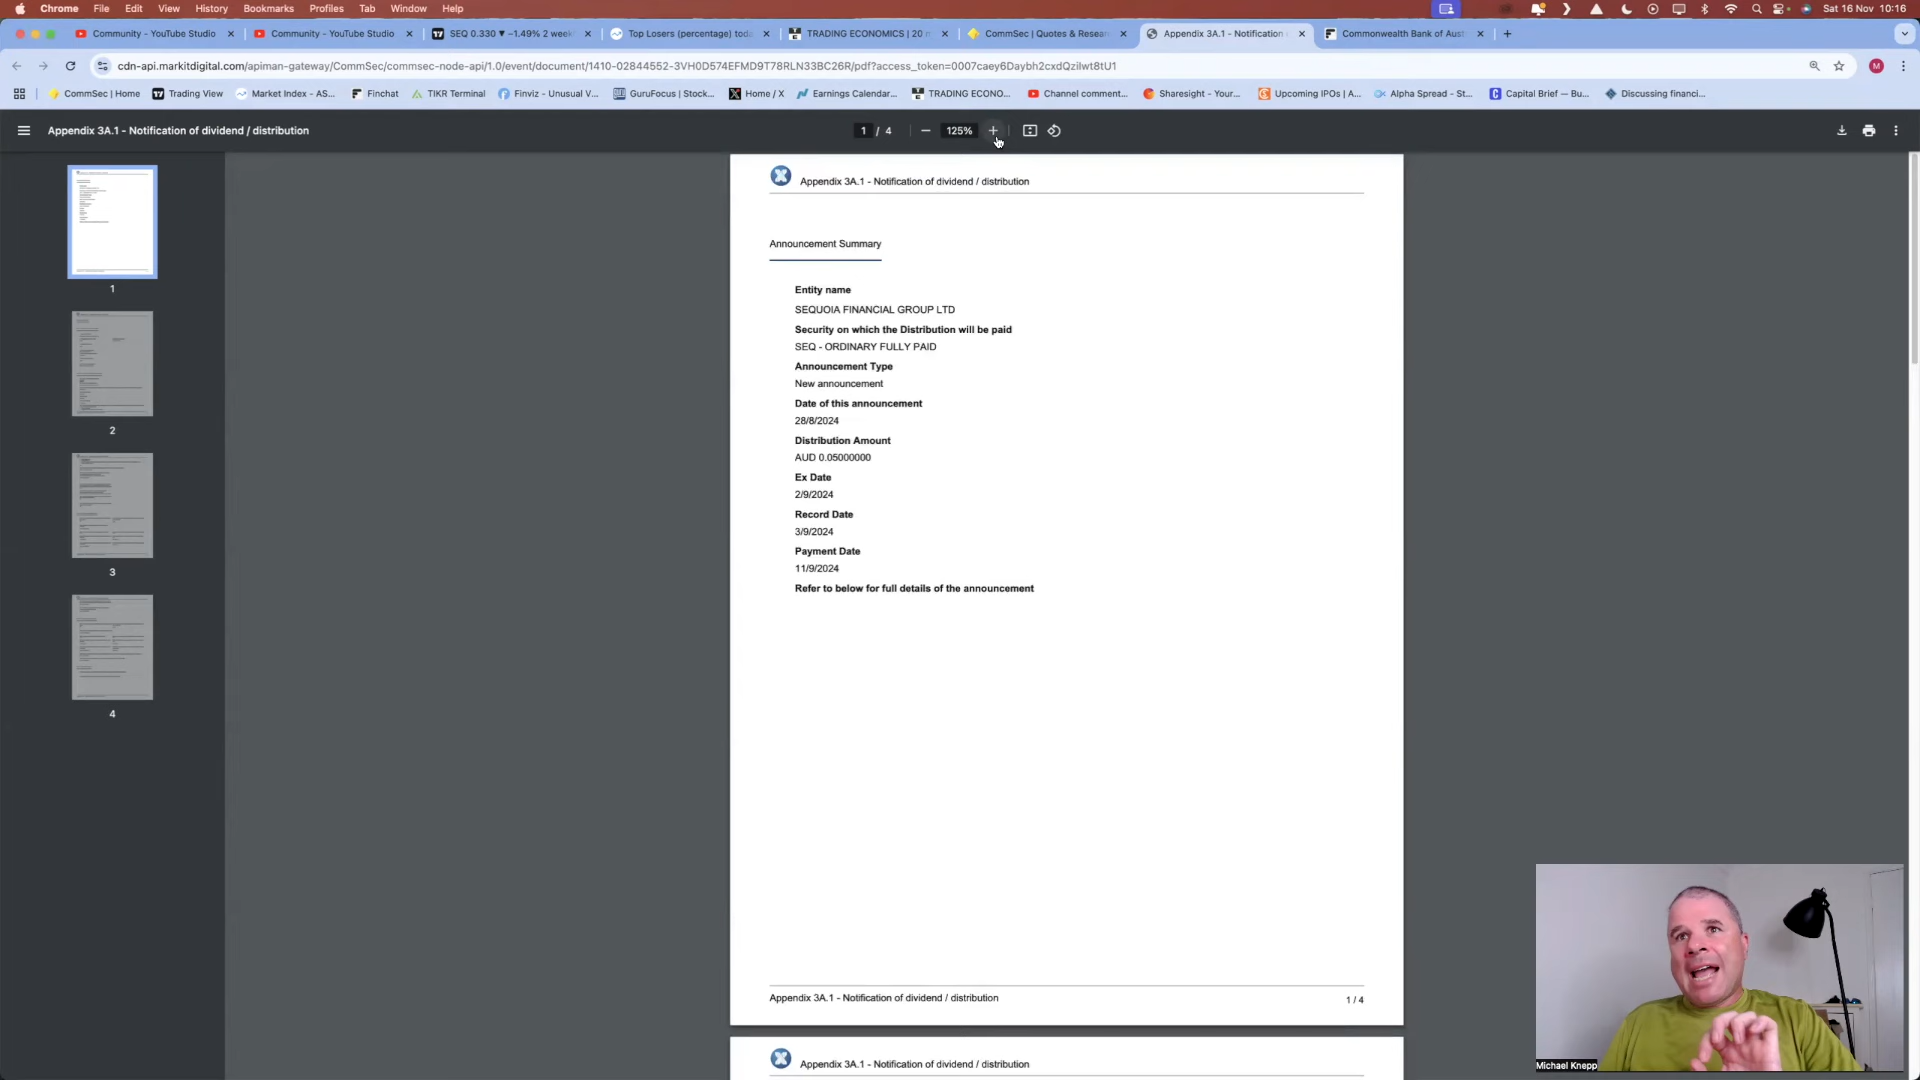 Chrome File Edit View History Bookmarks Profiles Tab Window Help Sat 16 Nov 10:16
Community - YouTube Studio Community - YouTube Studio SEQ 0.330 ▼ −1.49% 2 week Top Losers (percentage) toda TRADING ECONOMICS | 20 m CommSec | Quotes & Resear Appendix 3A.1 - Notification Commonwealth Bank of Aust
cdn-api.markitdigital.com/apiman-gateway/CommSec/commsec-node-api/1.0/event/document/1410-02844552-3VH0D574EFMD9T78RLN33BC26R/pdf?access_token=0007caey6Daybh2cxdQzilwt8tU1
CommSec | Home Trading View Market Index - AS... Finchat TIKR Terminal Finviz - Unusual V... GuruFocus | Stock... Home / X Earnings Calendar... TRADING ECONO... Channel comment... Sharesight - Your... Upcoming IPOs | A... Alpha Spread - St... Capital Brief — Bu... Discussing financi...
Appendix 3A.1 - Notification of dividend / distribution 1 / 4 125%
Appendix 3A.1 - Notification of dividend / distribution
Announcement Summary
Entity name
SEQUOIA FINANCIAL GROUP LTD
Security on which the Distribution will be paid
SEQ - ORDINARY FULLY PAID
Announcement Type
New announcement
Date of this announcement
28/8/2024
Distribution Amount
AUD 0.05000000
Ex Date
2/9/2024
Record Date
3/9/2024
Payment Date
11/9/2024
Refer to below for full details of the announcement
Appendix 3A.1 - Notification of dividend / distribution 1 / 4
Appendix 3A.1 - Notification of dividend / distribution
1
2
3
4
Michael Knepp